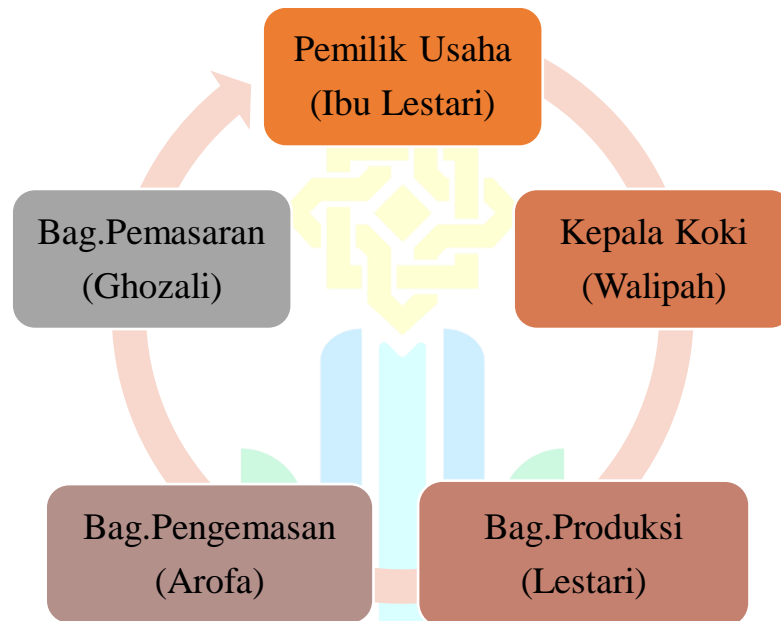 Pemilik Usaha
(Ibu Lestari)
Kepala Koki
(Walipah)
Bag.Produksi
(Lestari)
Bag.Pengemasan
(Arofa)
Bag.Pemasaran
(Ghozali)